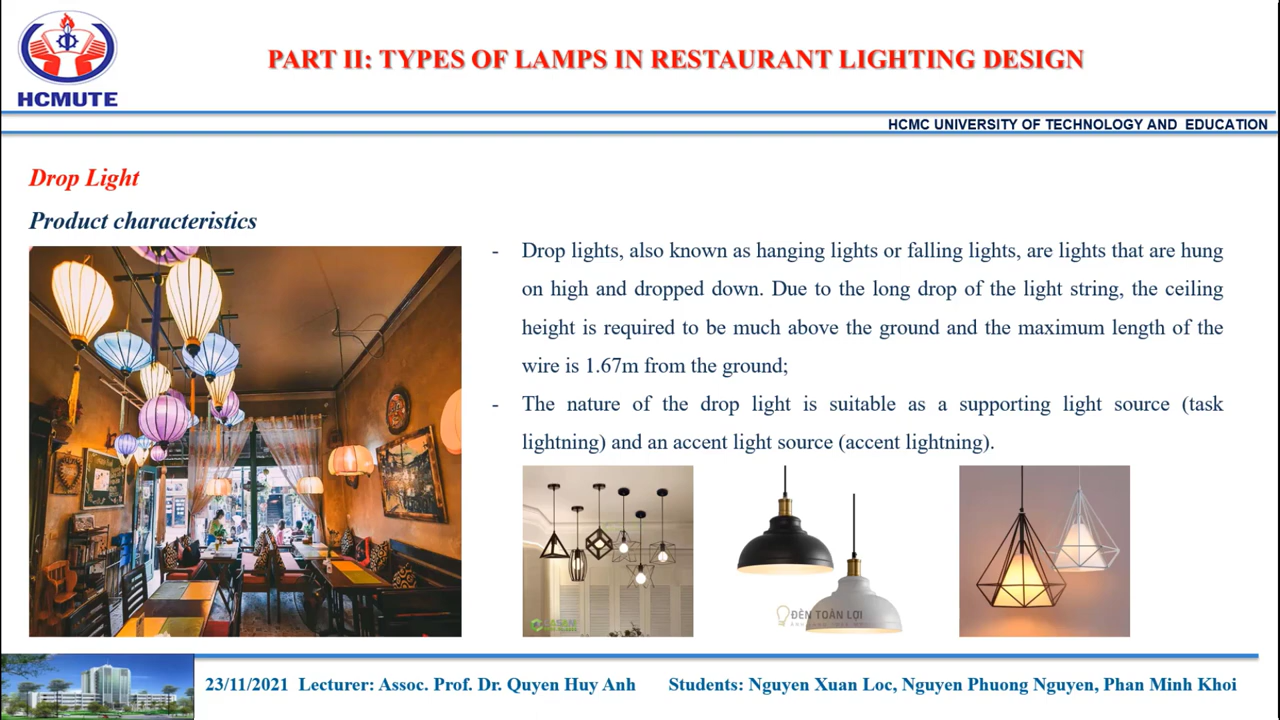 PART II: TYPES OF LAMPS IN RESTAURANT LIGHTING DESIGN
HCMUTE
HCMC UNIVERSITY OF TECHNOLOGY AND EDUCATION
Drop Light
Product characteristics
- Drop lights, also known as hanging lights or falling lights, are lights that are hung
on high and dropped down. Due to the long drop of the light string, the ceiling
height is required to be much above the ground and the maximum length of the
wire is 1.67m from the ground;
- The nature of the drop light is suitable as a supporting light source (task
lightning) and an accent light source (accent lightning).
ĐÈN TOÀN LỢI
23/11/2021 Lecturer: Assoc. Prof. Dr. Quyen Huy Anh Students: Nguyen Xuan Loc, Nguyen Phuong Nguyen, Phan Minh Khoi